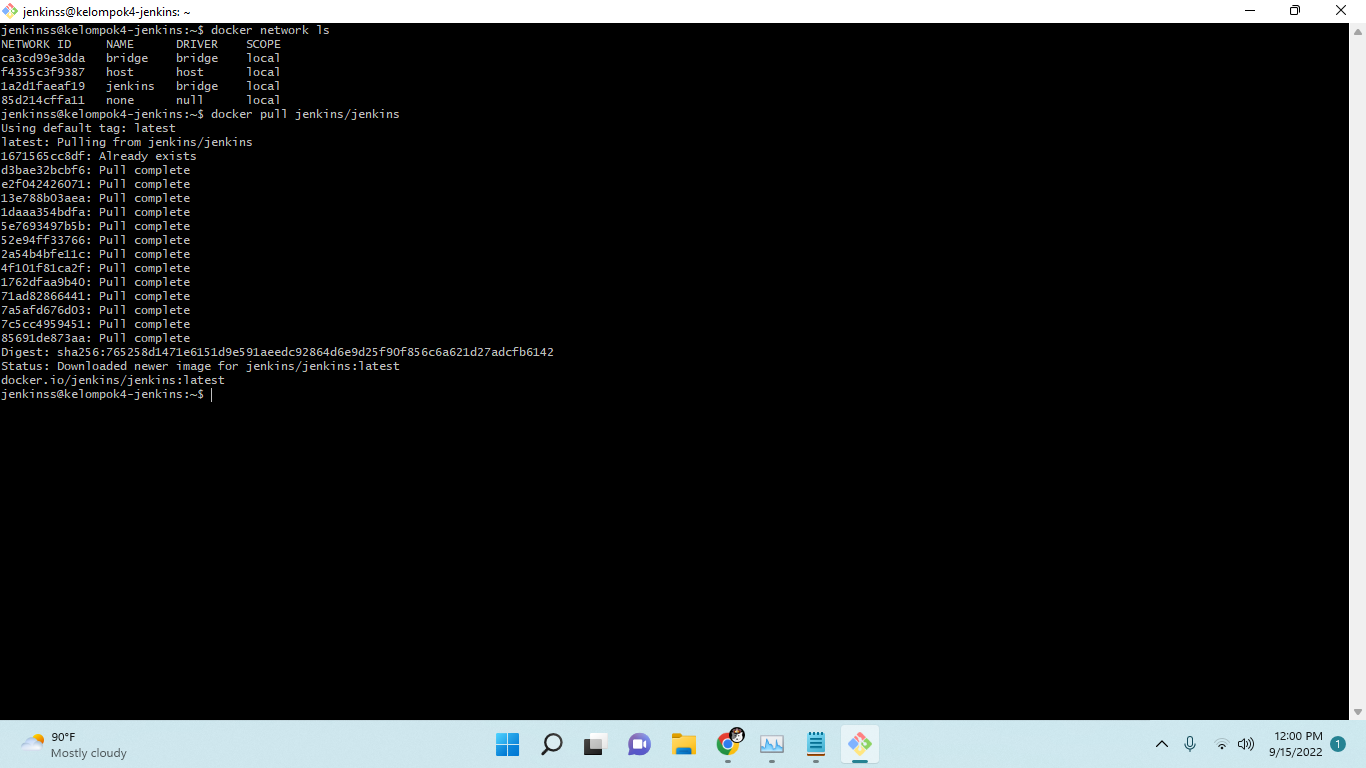 jenkinss@kelompok4-jenkins: ~
jenkinss@kelompok4-jenkins:~$ docker network ls
NETWORK ID     NAME      DRIVER    SCOPE
ca3cd99e3dda   bridge    bridge    local
f4355c3f9387   host      host      local
1a2d1faeaf19   jenkins   bridge    local
85d214cffa11   none      null      local
jenkinss@kelompok4-jenkins:~$ docker pull jenkins/jenkins
Using default tag: latest
latest: Pulling from jenkins/jenkins
1671565cc8df: Already exists
d3bae32bcbf6: Pull complete
e2f042426071: Pull complete
13e788b03aea: Pull complete
1daaa354bdfa: Pull complete
5e7693497b5b: Pull complete
52e94ff33766: Pull complete
2a54b4bfe11c: Pull complete
4f101f81ca2f: Pull complete
1762dfaa9b40: Pull complete
71ad82866441: Pull complete
7a5afd676d03: Pull complete
7c5cc4959451: Pull complete
85691de873aa: Pull complete
Digest: sha256:765258d1471e6151d9e591aeedc92864d6e9d25f90f856c6a621d27adcfb6142
Status: Downloaded newer image for jenkins/jenkins:latest
docker.io/jenkins/jenkins:latest
jenkinss@kelompok4-jenkins:~$
90°F
Mostly cloudy
12:00 PM
9/15/2022
1